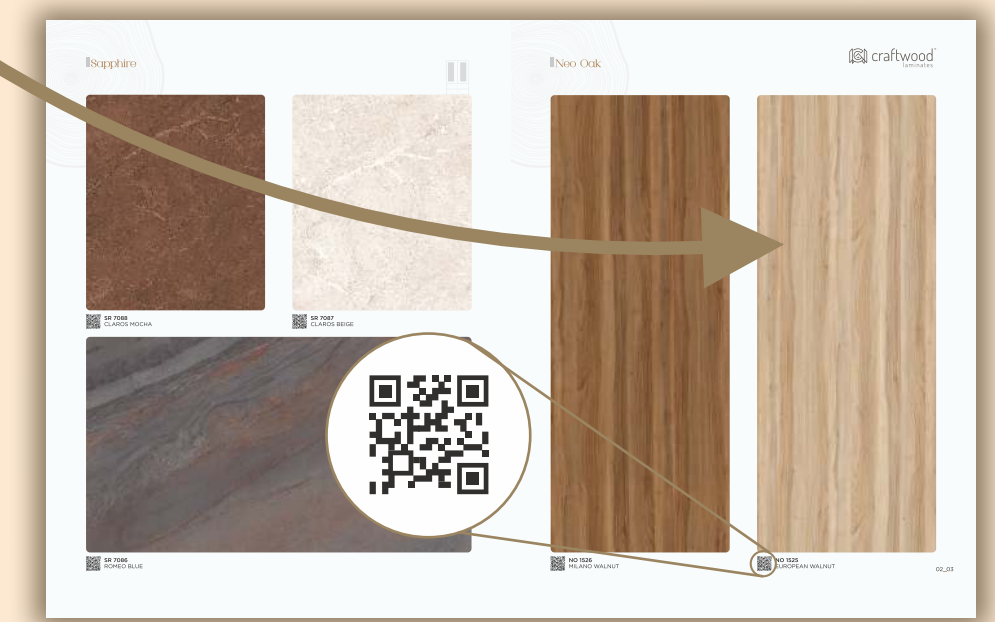 Sapphire
Neo Oak
craftwood
laminates
SR 7088
CLAROS MOCHA
SR 7087
CLAROS BEIGE
SR 7086
ROMEO BLUE
NO 1526
MILANO WALNUT
NO 1525
EUROPEAN WALNUT
02_03